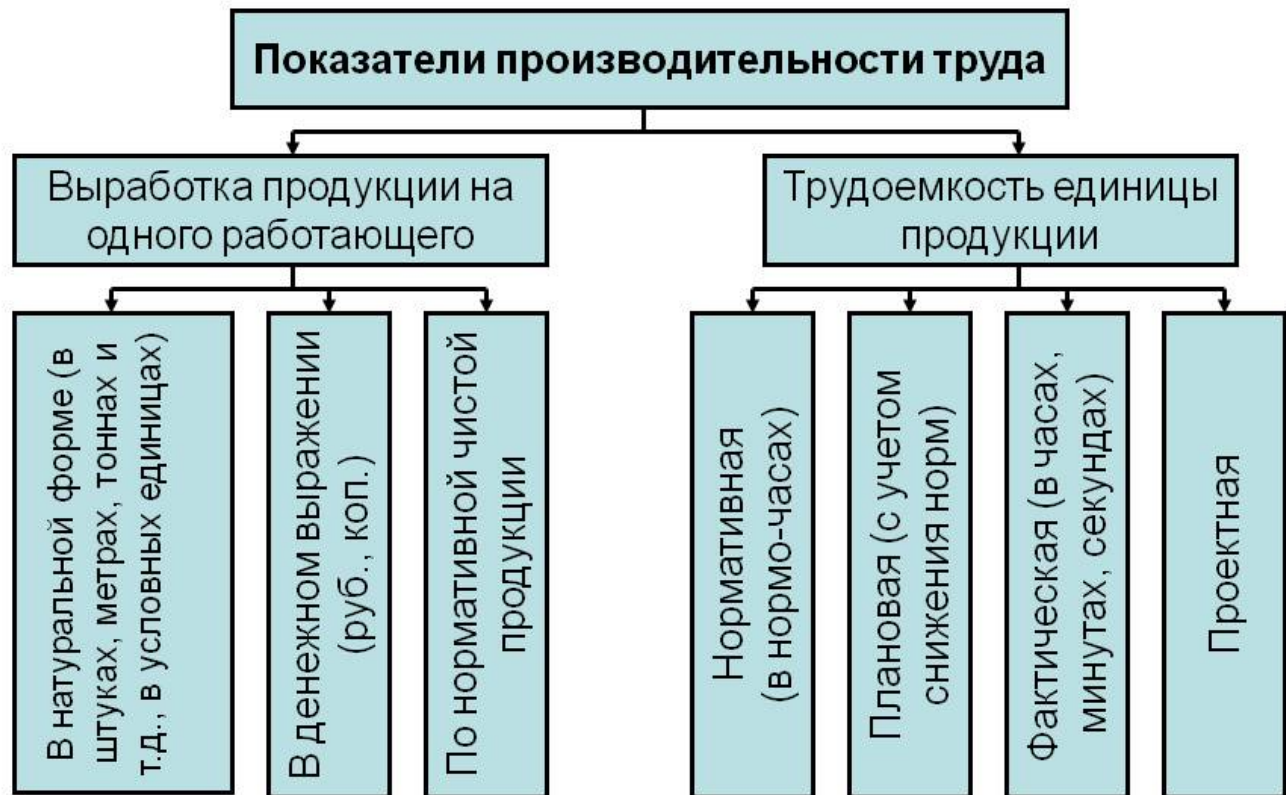 Показатели производительности труда
Выработка продукции на
одного работающего
Трудоемкость единицы
продукции
В натуральной форме (в
штуках, метрах, тоннах и
т.д., в условных единицах)
В денежном выражении
(руб., коп.)
По нормативной чистой
продукции
Нормативная
(в нормо-часах)
Плановая (с учетом
снижения норм)
Фактическая (в часах,
минутах, секундах)
Проектная